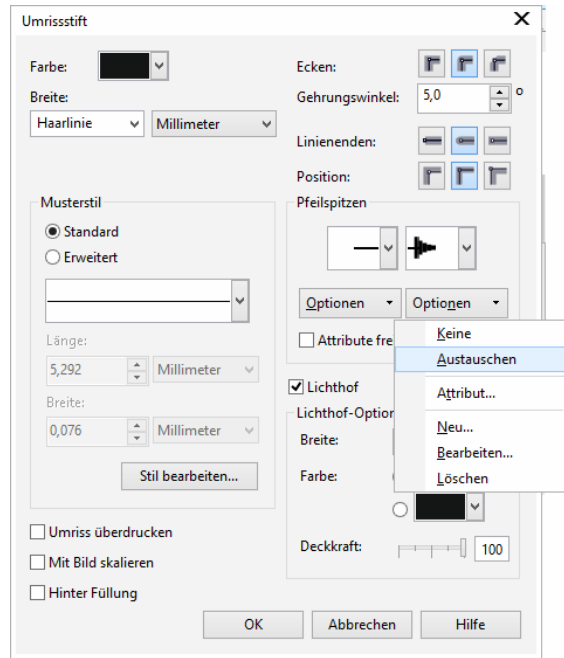 Umrissstift
Farbe:
Breite:
Haarlinie
Millimeter
Ecken:
Gehrungswinkel:
5,0
°
Linienenden:
Position:
Musterstil
Standard
Erweitert
Länge:
5,292
Millimeter
Breite:
0,076
Millimeter
Stil bearbeiten...
Pfeilspitzen
Optionen
Optionen
Attribute fre
Keine
Austauschen
Attribut...
Neu...
Bearbeiten...
Löschen
Lichthof
Lichthof-Option
Breite:
Farbe:
Deckkraft:
100
Umriss überdrucken
Mit Bild skalieren
Hinter Füllung
OK
Abbrechen
Hilfe